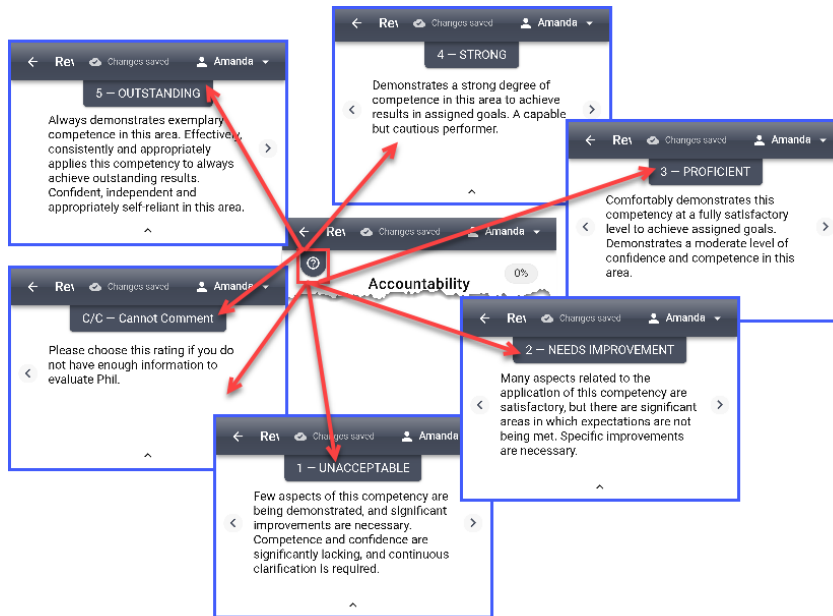 Rev Changes saved Amanda
4 – STRONG
Demonstrates a strong degree of
competence in this area to achieve
results in assigned goals. A capable
but cautious performer.
Rev Changes saved Amanda
5 – OUTSTANDING
Always demonstrates exemplary
competence in this area. Effectively,
consistently and appropriately
applies this competency to always
achieve outstanding results.
Confident, independent and
appropriately self-reliant in this area.
Rev Changes saved Amanda
3 – PROFICIENT
Comfortably demonstrates this
competency at a fully satisfactory
level to achieve assigned goals.
Demonstrates a moderate level of
confidence and competence in this
area.
Rev Changes saved Amanda
?
0%
Accountability
Rev Changes saved Amanda
C/C – Cannot Comment
Please choose this rating if you do
not have enough information to
evaluate Phil.
Rev Changes saved Amanda
2 – NEEDS IMPROVEMENT
Many aspects related to the
application of this competency are
satisfactory, but there are significant
areas in which expectations are not
being met. Specific improvements
are necessary.
Rev Changes saved Amanda
1 – UNACCEPTABLE
Few aspects of this competency are
being demonstrated, and significant
improvements are necessary.
Competence and confidence are
significantly lacking, and continuous
clarification is required.